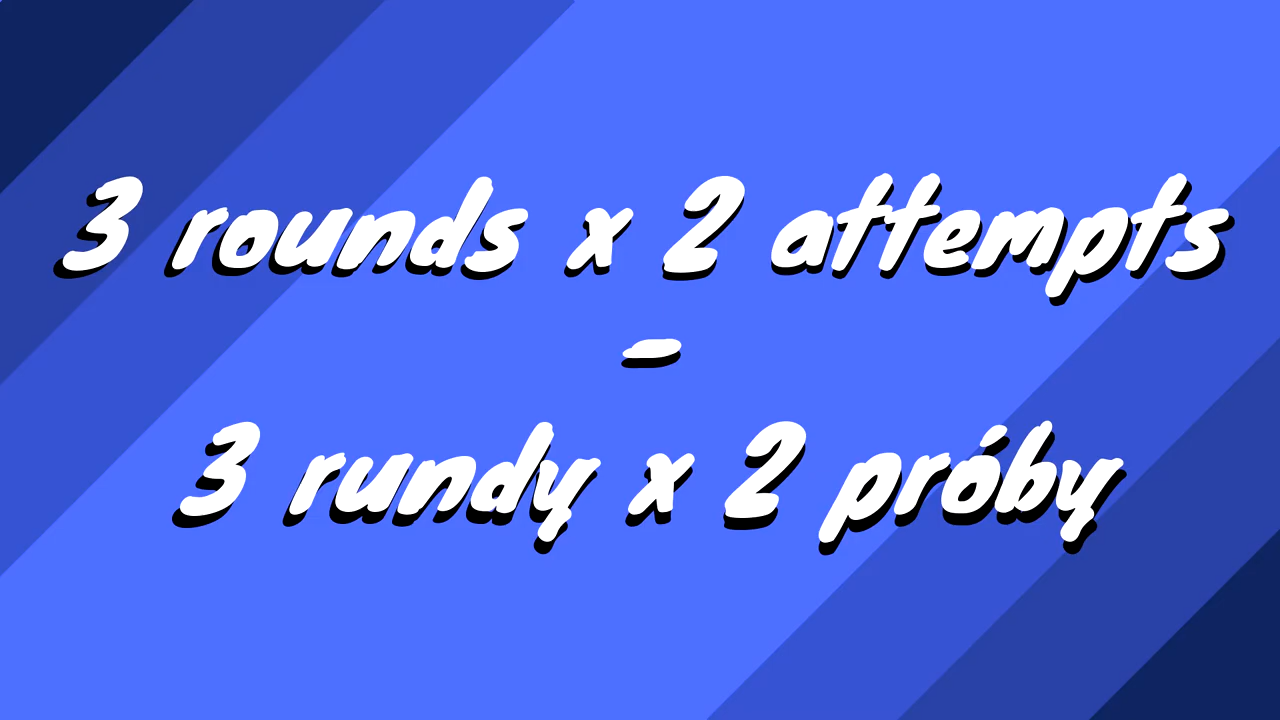 3 rounds x 2 attempts
-
3 rundy x 2 próby